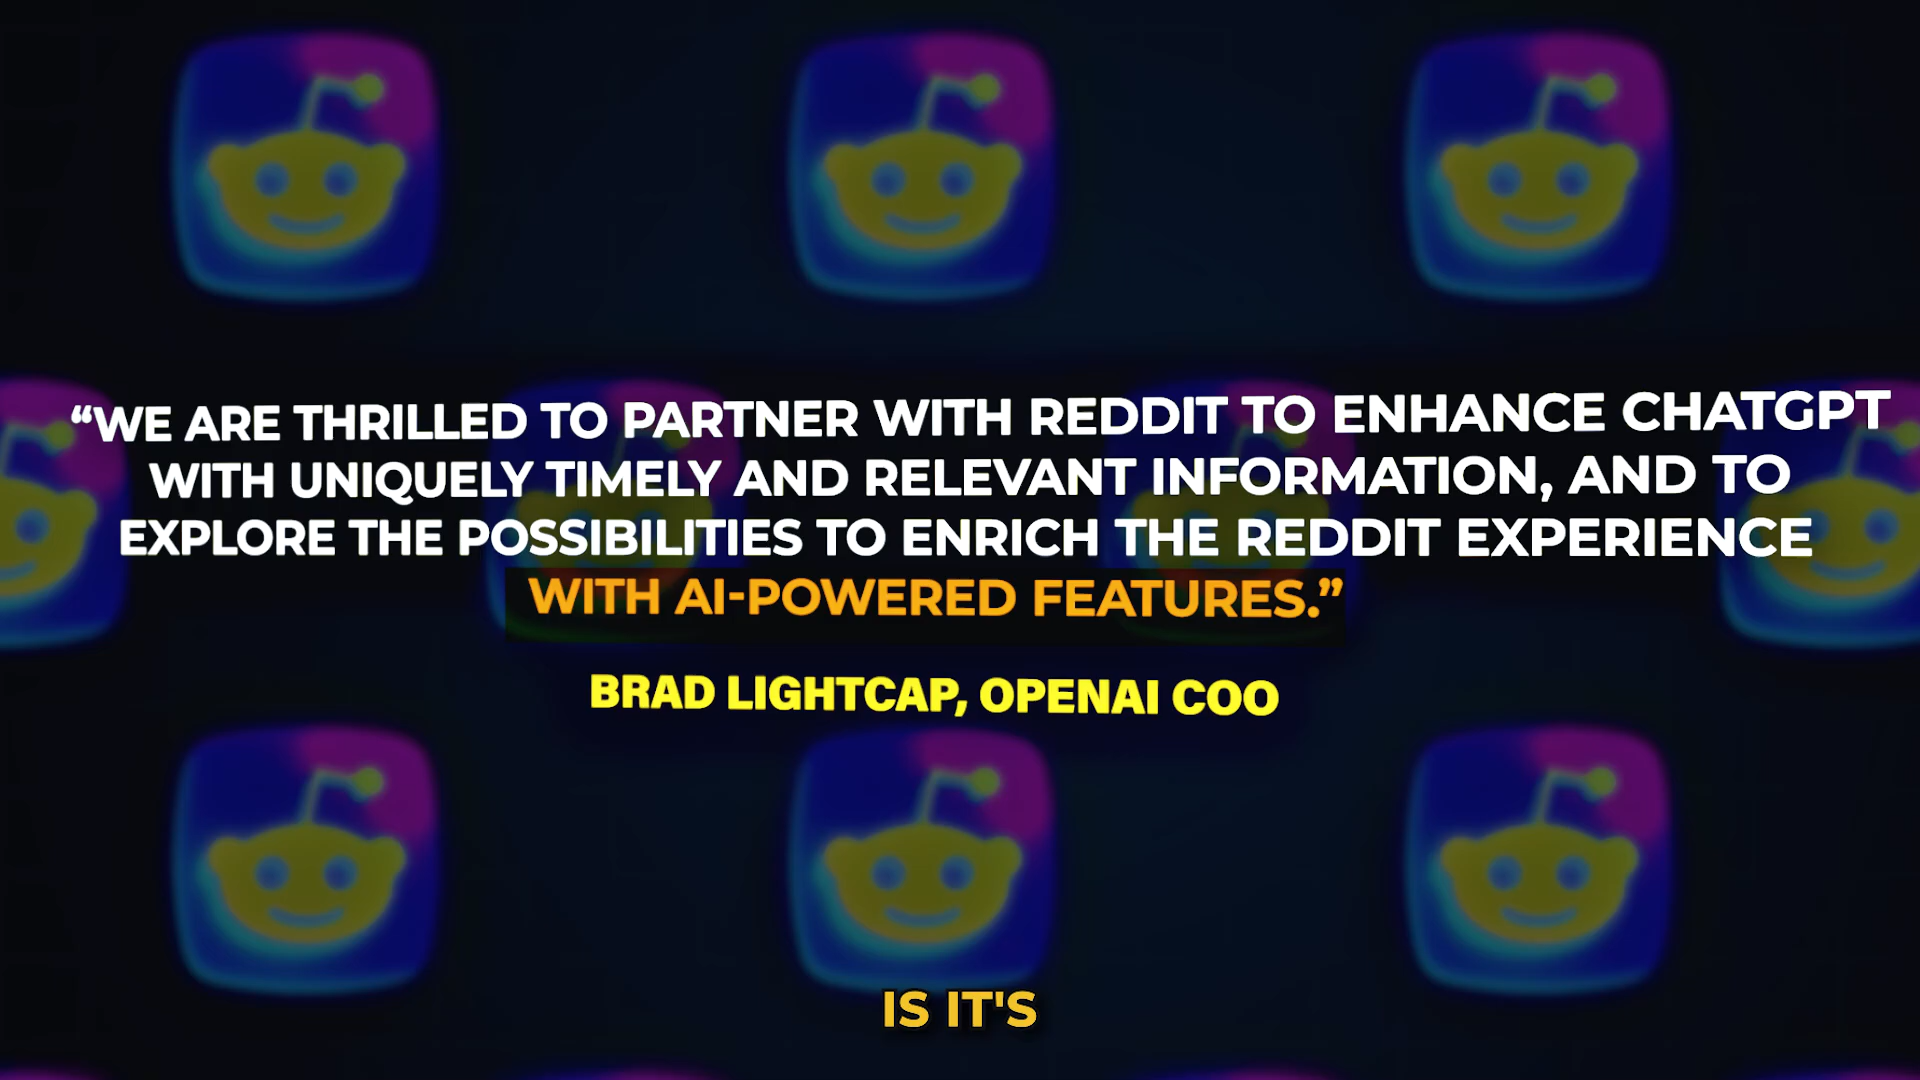 “WE ARE THRILLED TO PARTNER WITH REDDIT TO ENHANCE CHATGPT
WITH UNIQUELY TIMELY AND RELEVANT INFORMATION, AND TO
EXPLORE THE POSSIBILITIES TO ENRICH THE REDDIT EXPERIENCE
WITH AI-POWERED FEATURES.”
BRAD LIGHTCAP, OPENAI COO
IS IT'S